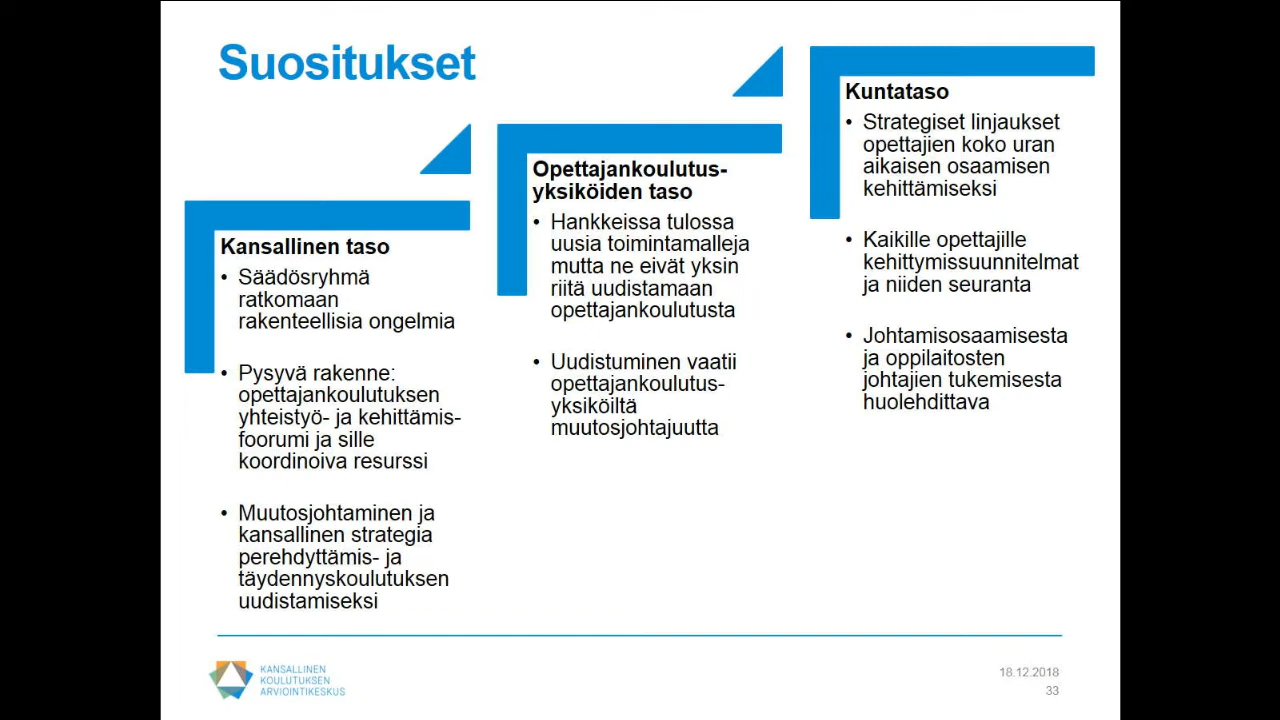 Suositukset
Kansallinen taso
• Säädösryhmä
ratkomaan
rakenteellisia ongelmia
• Pysyvä rakenne:
opettajankoulutuksen
yhteistyö- ja kehittämis-
foorumi ja sille
koordinoiva resurssi
• Muutosjohtaminen ja
kansallinen strategia
perehdyttämis- ja
täydennyskoulutuksen
uudistamiseksi
Opettajankoulutus-
yksiköiden taso
• Hankkeissa tulossa
uusia toimintamalleja
mutta ne eivät yksin
riitä uudistamaan
opettajankoulutusta
• Uudistuminen vaatii
opettajankoulutus-
yksiköiltä
muutosjohtajuutta
Kuntataso
• Strategiset linjaukset
opettajien koko uran
aikaisen osaamisen
kehittämiseksi
• Kaikille opettajille
kehittymissuunnitelmat
ja niiden seuranta
• Johtamisosaamisesta
ja oppilaitosten
johtajien tukemisesta
huolehdittava
KANSALLINEN
KOULUTUKSEN
ARVIOINTIKESKUS
18.12.2018
33